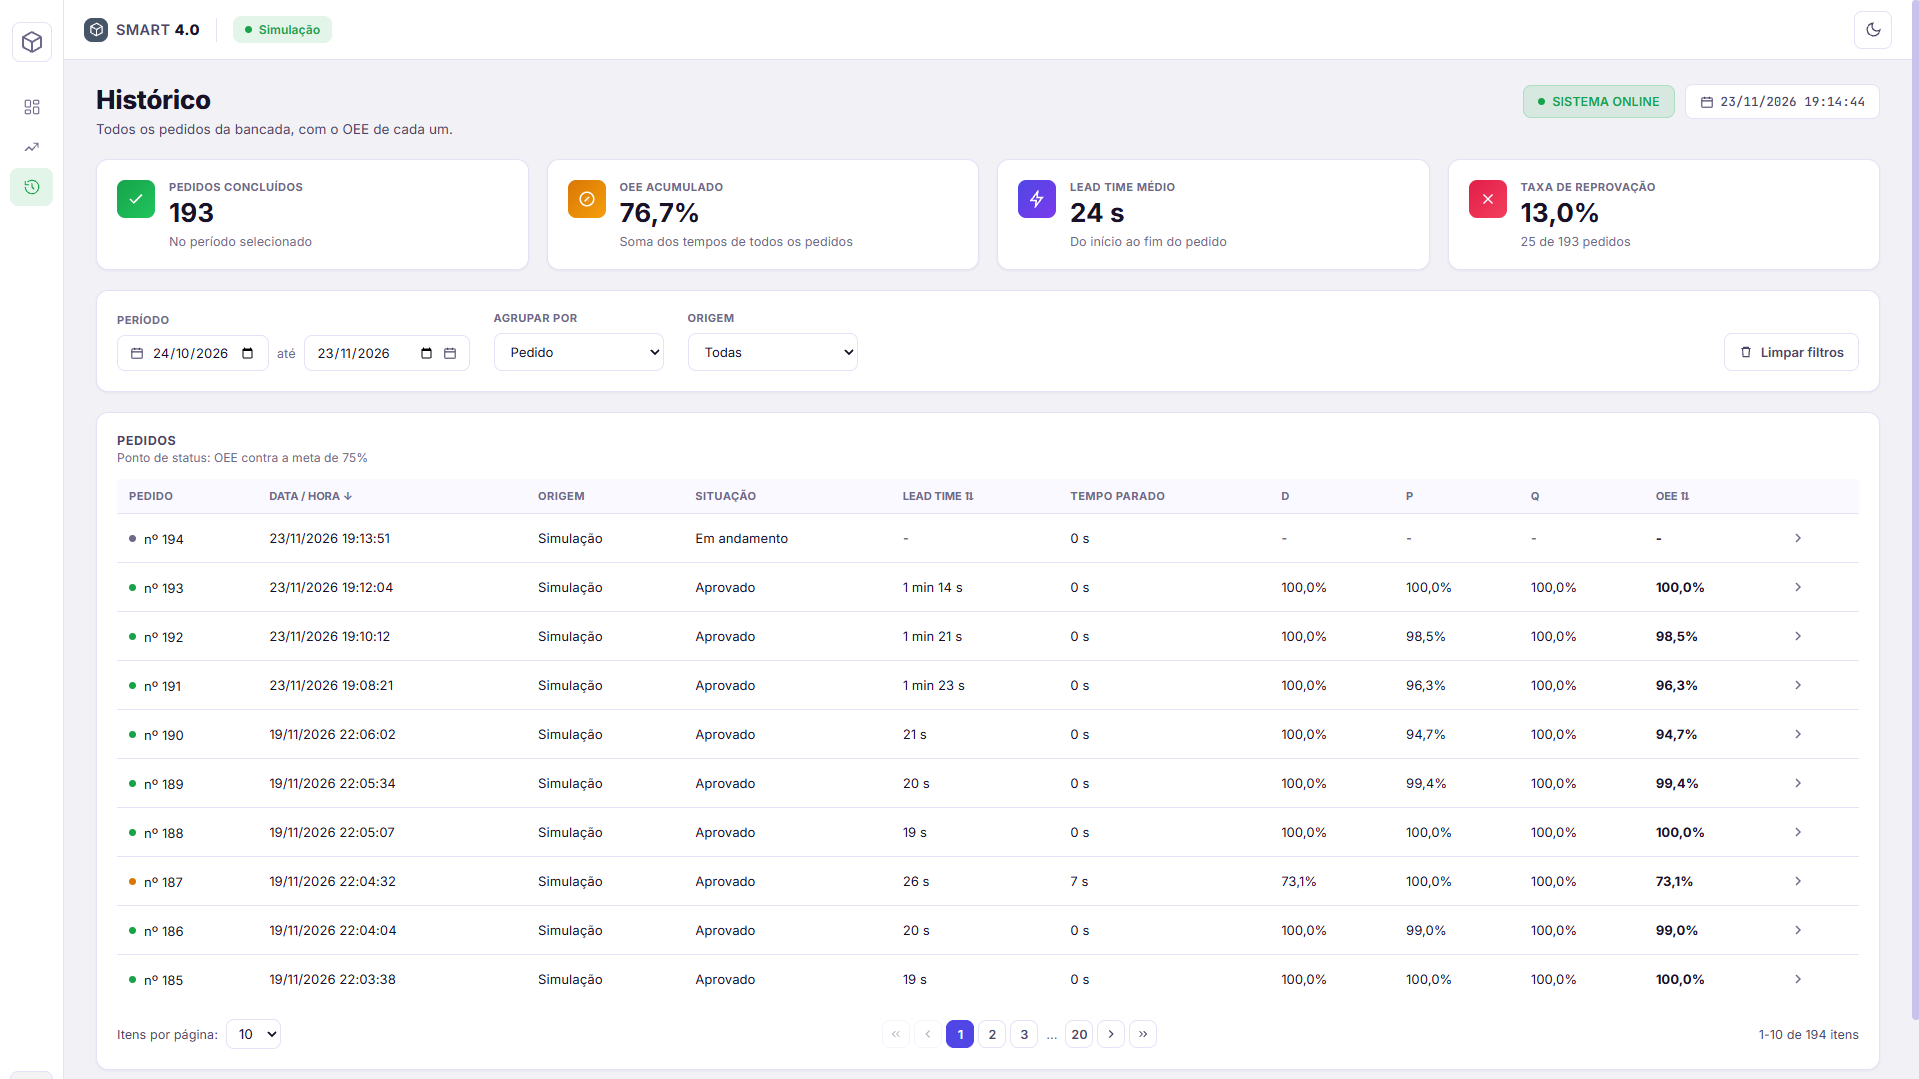 SMART 4.0
Simulação
Histórico
Todos os pedidos da bancada, com o OEE de cada um.
SISTEMA ONLINE
23/11/2026 19:14:44
PEDIDOS CONCLUÍDOS
193
No período selecionado
OEE ACUMULADO
76,7%
Soma dos tempos de todos os pedidos
LEAD TIME MÉDIO
24 s
Do início ao fim do pedido
TAXA DE REPROVAÇÃO
13,0%
25 de 193 pedidos
PERÍODO
24/10/2026 até 23/11/2026
AGRUPAR POR
Pedido
ORIGEM
Todas
Limpar filtros
PEDIDOS
Ponto de status: OEE contra a meta de 75%
PEDIDO DATA / HORA ↓ ORIGEM SITUAÇÃO LEAD TIME ⇅ TEMPO PARADO D P Q OEE ⇅
nº 194 23/11/2026 19:13:51 Simulação Em andamento - 0 s - - - -
nº 193 23/11/2026 19:12:04 Simulação Aprovado 1 min 14 s 0 s 100,0% 100,0% 100,0% 100,0%
nº 192 23/11/2026 19:10:12 Simulação Aprovado 1 min 21 s 0 s 100,0% 98,5% 100,0% 98,5%
nº 191 23/11/2026 19:08:21 Simulação Aprovado 1 min 23 s 0 s 100,0% 96,3% 100,0% 96,3%
nº 190 19/11/2026 22:06:02 Simulação Aprovado 21 s 0 s 100,0% 94,7% 100,0% 94,7%
nº 189 19/11/2026 22:05:34 Simulação Aprovado 20 s 0 s 100,0% 99,4% 100,0% 99,4%
nº 188 19/11/2026 22:05:07 Simulação Aprovado 19 s 0 s 100,0% 100,0% 100,0% 100,0%
nº 187 19/11/2026 22:04:32 Simulação Aprovado 26 s 7 s 73,1% 100,0% 100,0% 73,1%
nº 186 19/11/2026 22:04:04 Simulação Aprovado 20 s 0 s 100,0% 99,0% 100,0% 99,0%
nº 185 19/11/2026 22:03:38 Simulação Aprovado 19 s 0 s 100,0% 100,0% 100,0% 100,0%
Itens por página: 10 « ‹ 1 2 3 ... 20 › » 1-10 de 194 itens